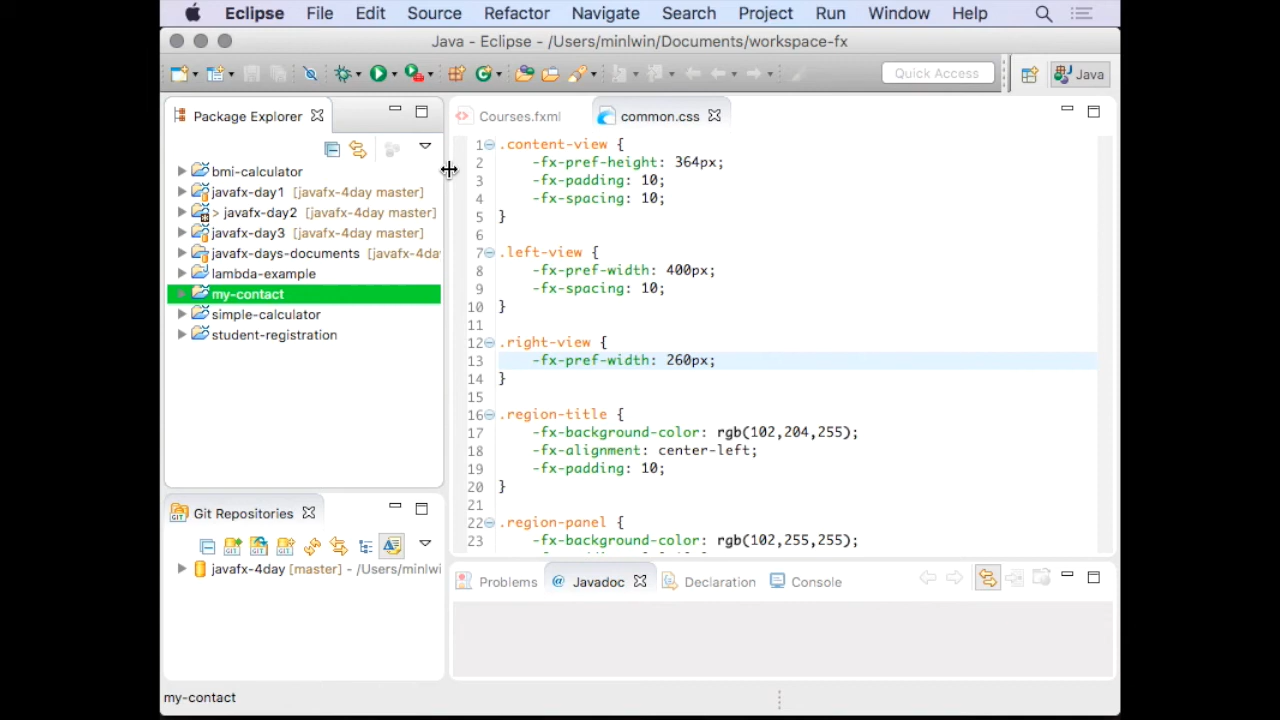 Eclipse File Edit Source Refactor Navigate Search Project Run Window Help
Java - Eclipse - /Users/minlwin/Documents/workspace-fx
Quick Access
Java
Package Explorer
bmi-calculator
javafx-day1 [javafx-4day master]
> javafx-day2 [javafx-4day master]
javafx-day3 [javafx-4day master]
javafx-days-documents [javafx-4da
lambda-example
my-contact
simple-calculator
student-registration
Git Repositories
javafx-4day [master] - /Users/minlwi
Courses.fxml common.css
1 .content-view {
2 -fx-pref-height: 364px;
3 -fx-padding: 10;
4 -fx-spacing: 10;
5 }
6
7 .left-view {
8 -fx-pref-width: 400px;
9 -fx-spacing: 10;
10 }
11
12 .right-view {
13 -fx-pref-width: 260px;
14 }
15
16 .region-title {
17 -fx-background-color: rgb(102,204,255);
18 -fx-alignment: center-left;
19 -fx-padding: 10;
20 }
21
22 .region-panel {
23 -fx-background-color: rgb(102,255,255);
Problems @ Javadoc Declaration Console
my-contact